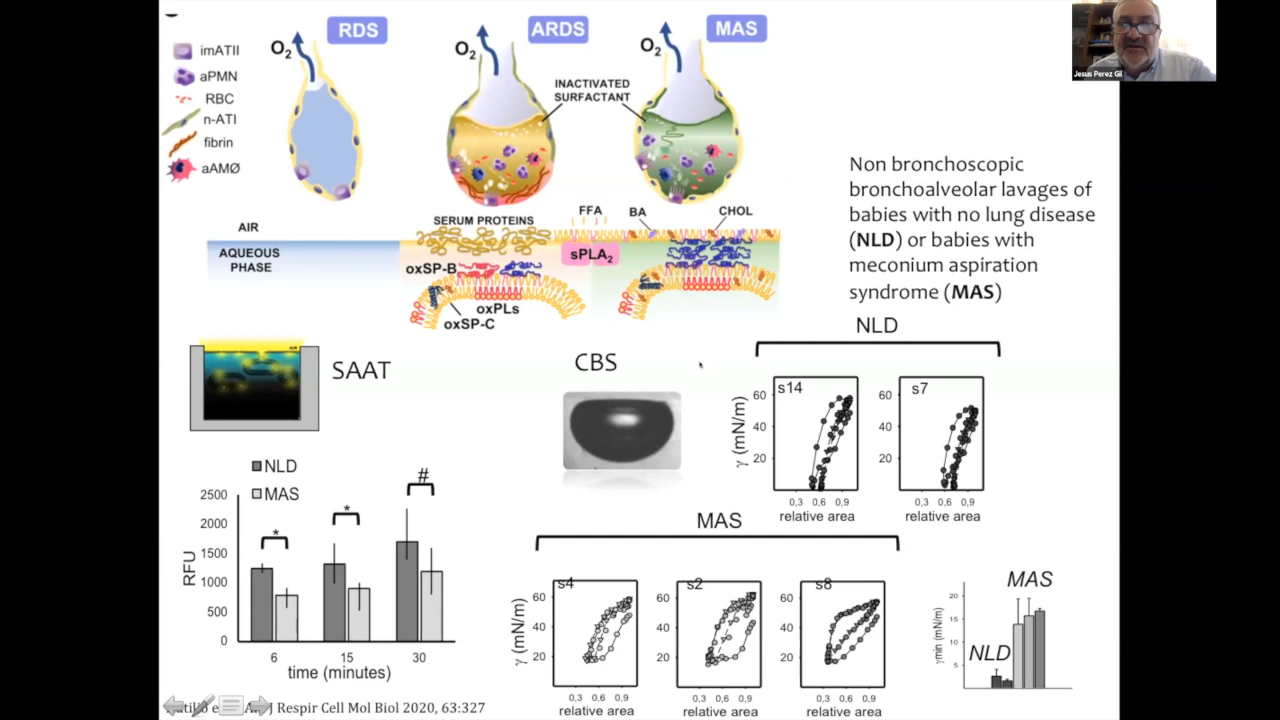 RDS
ARDS
MAS
O2
O2
O2
imATII
aPMN
RBC
n-ATI
fibrin
aAMØ
INACTIVATED
SURFACTANT
Jesus Perez Gil
Non bronchoscopic
bronchoalveolar lavages of
babies with no lung disease
(NLD) or babies with
meconium aspiration
syndrome (MAS)
AIR
AQUEOUS
PHASE
SERUM PROTEINS
FFA
BA
CHOL
sPLA2
oxSP-B
oxPLs
oxSP-C
SAAT
CBS
NLD
s14
s7
γ (mN/m)
60
40
20
60
40
20
0,3 0,6 0,9
0,3 0,6 0,9
relative area
relative area
NLD
MAS
RFU
2500
2000
1500
1000
500
0
*
*
#
6 15 30
time (minutes)
MAS
s4
s2
s8
γ (mN/m)
60
40
20
60
40
20
60
40
20
0,3 0,6 0,9
0,3 0,6 0,9
0,3 0,6 0,9
relative area
relative area
relative area
MAS
NLD
γmin (mN/m)
20
15
10
5
J Respir Cell Mol Biol 2020, 63:327